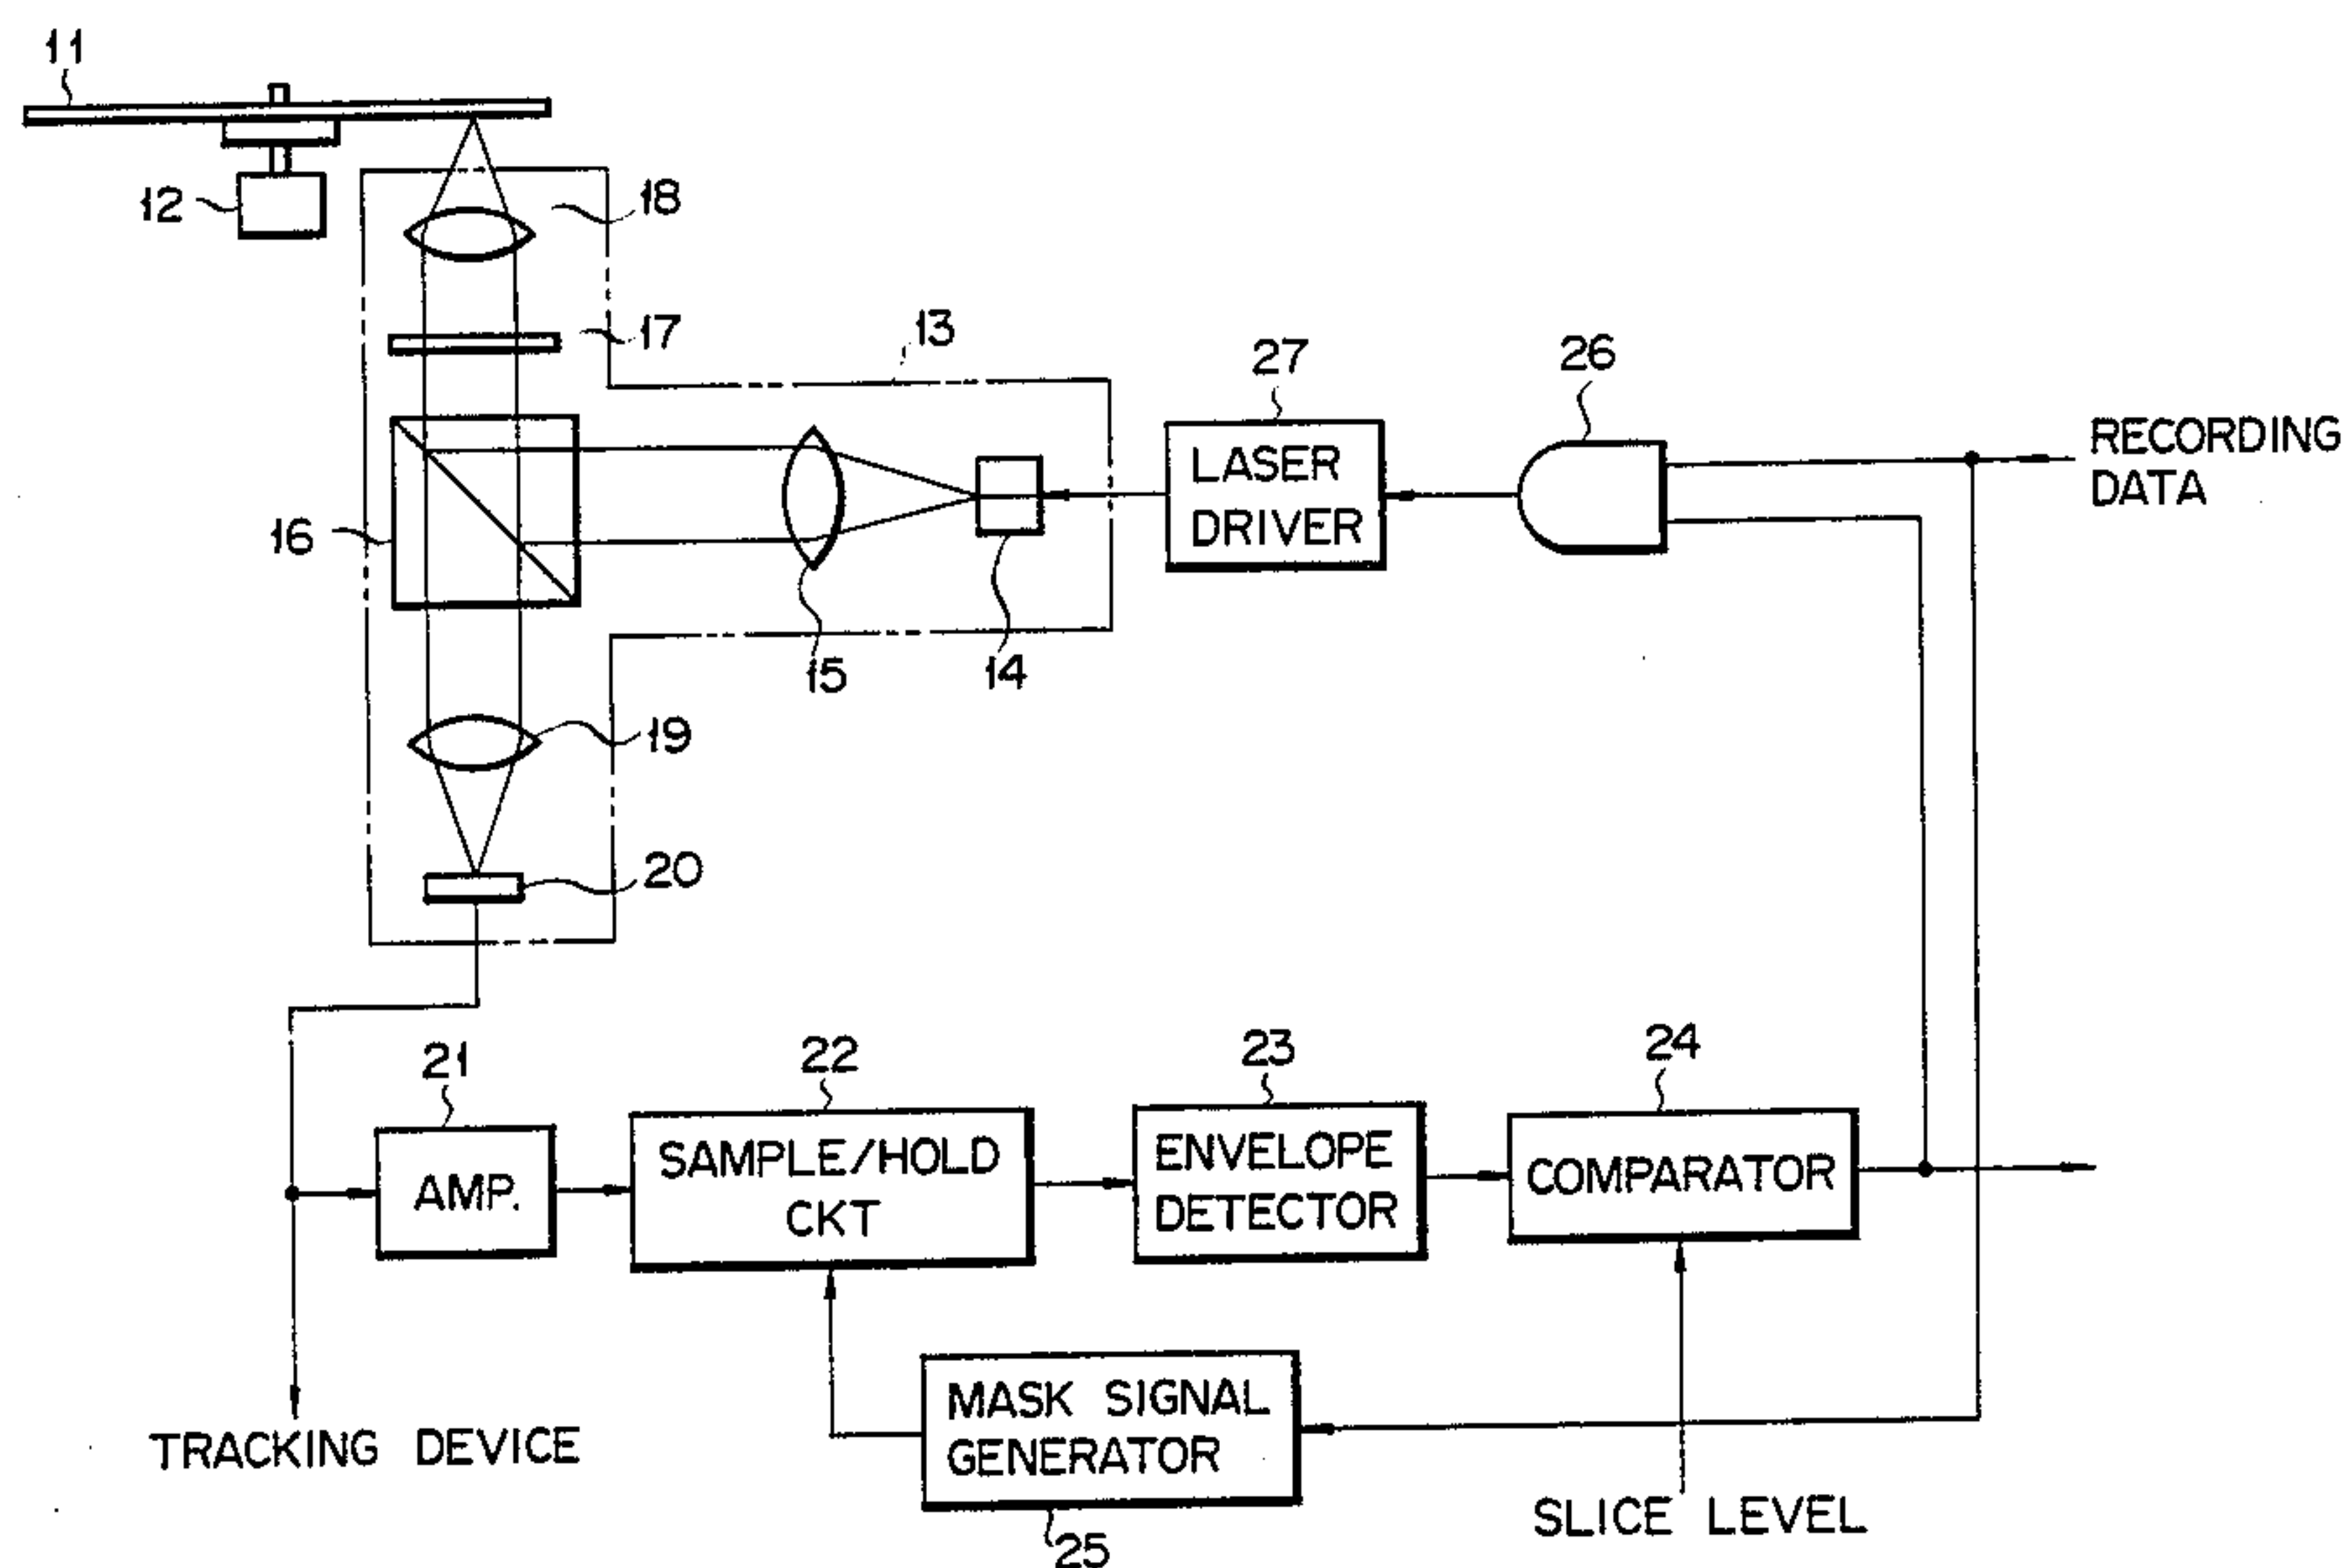 11
12
18
17
13
27
26
LASER
DRIVER
RECORDING
DATA
16
15
14
19
20
21
22
23
24
AMP.
SAMPLE/HOLD
CKT
ENVELOPE
DETECTOR
COMPARATOR
MASK SIGNAL
GENERATOR
TRACKING DEVICE
SLICE LEVEL
25